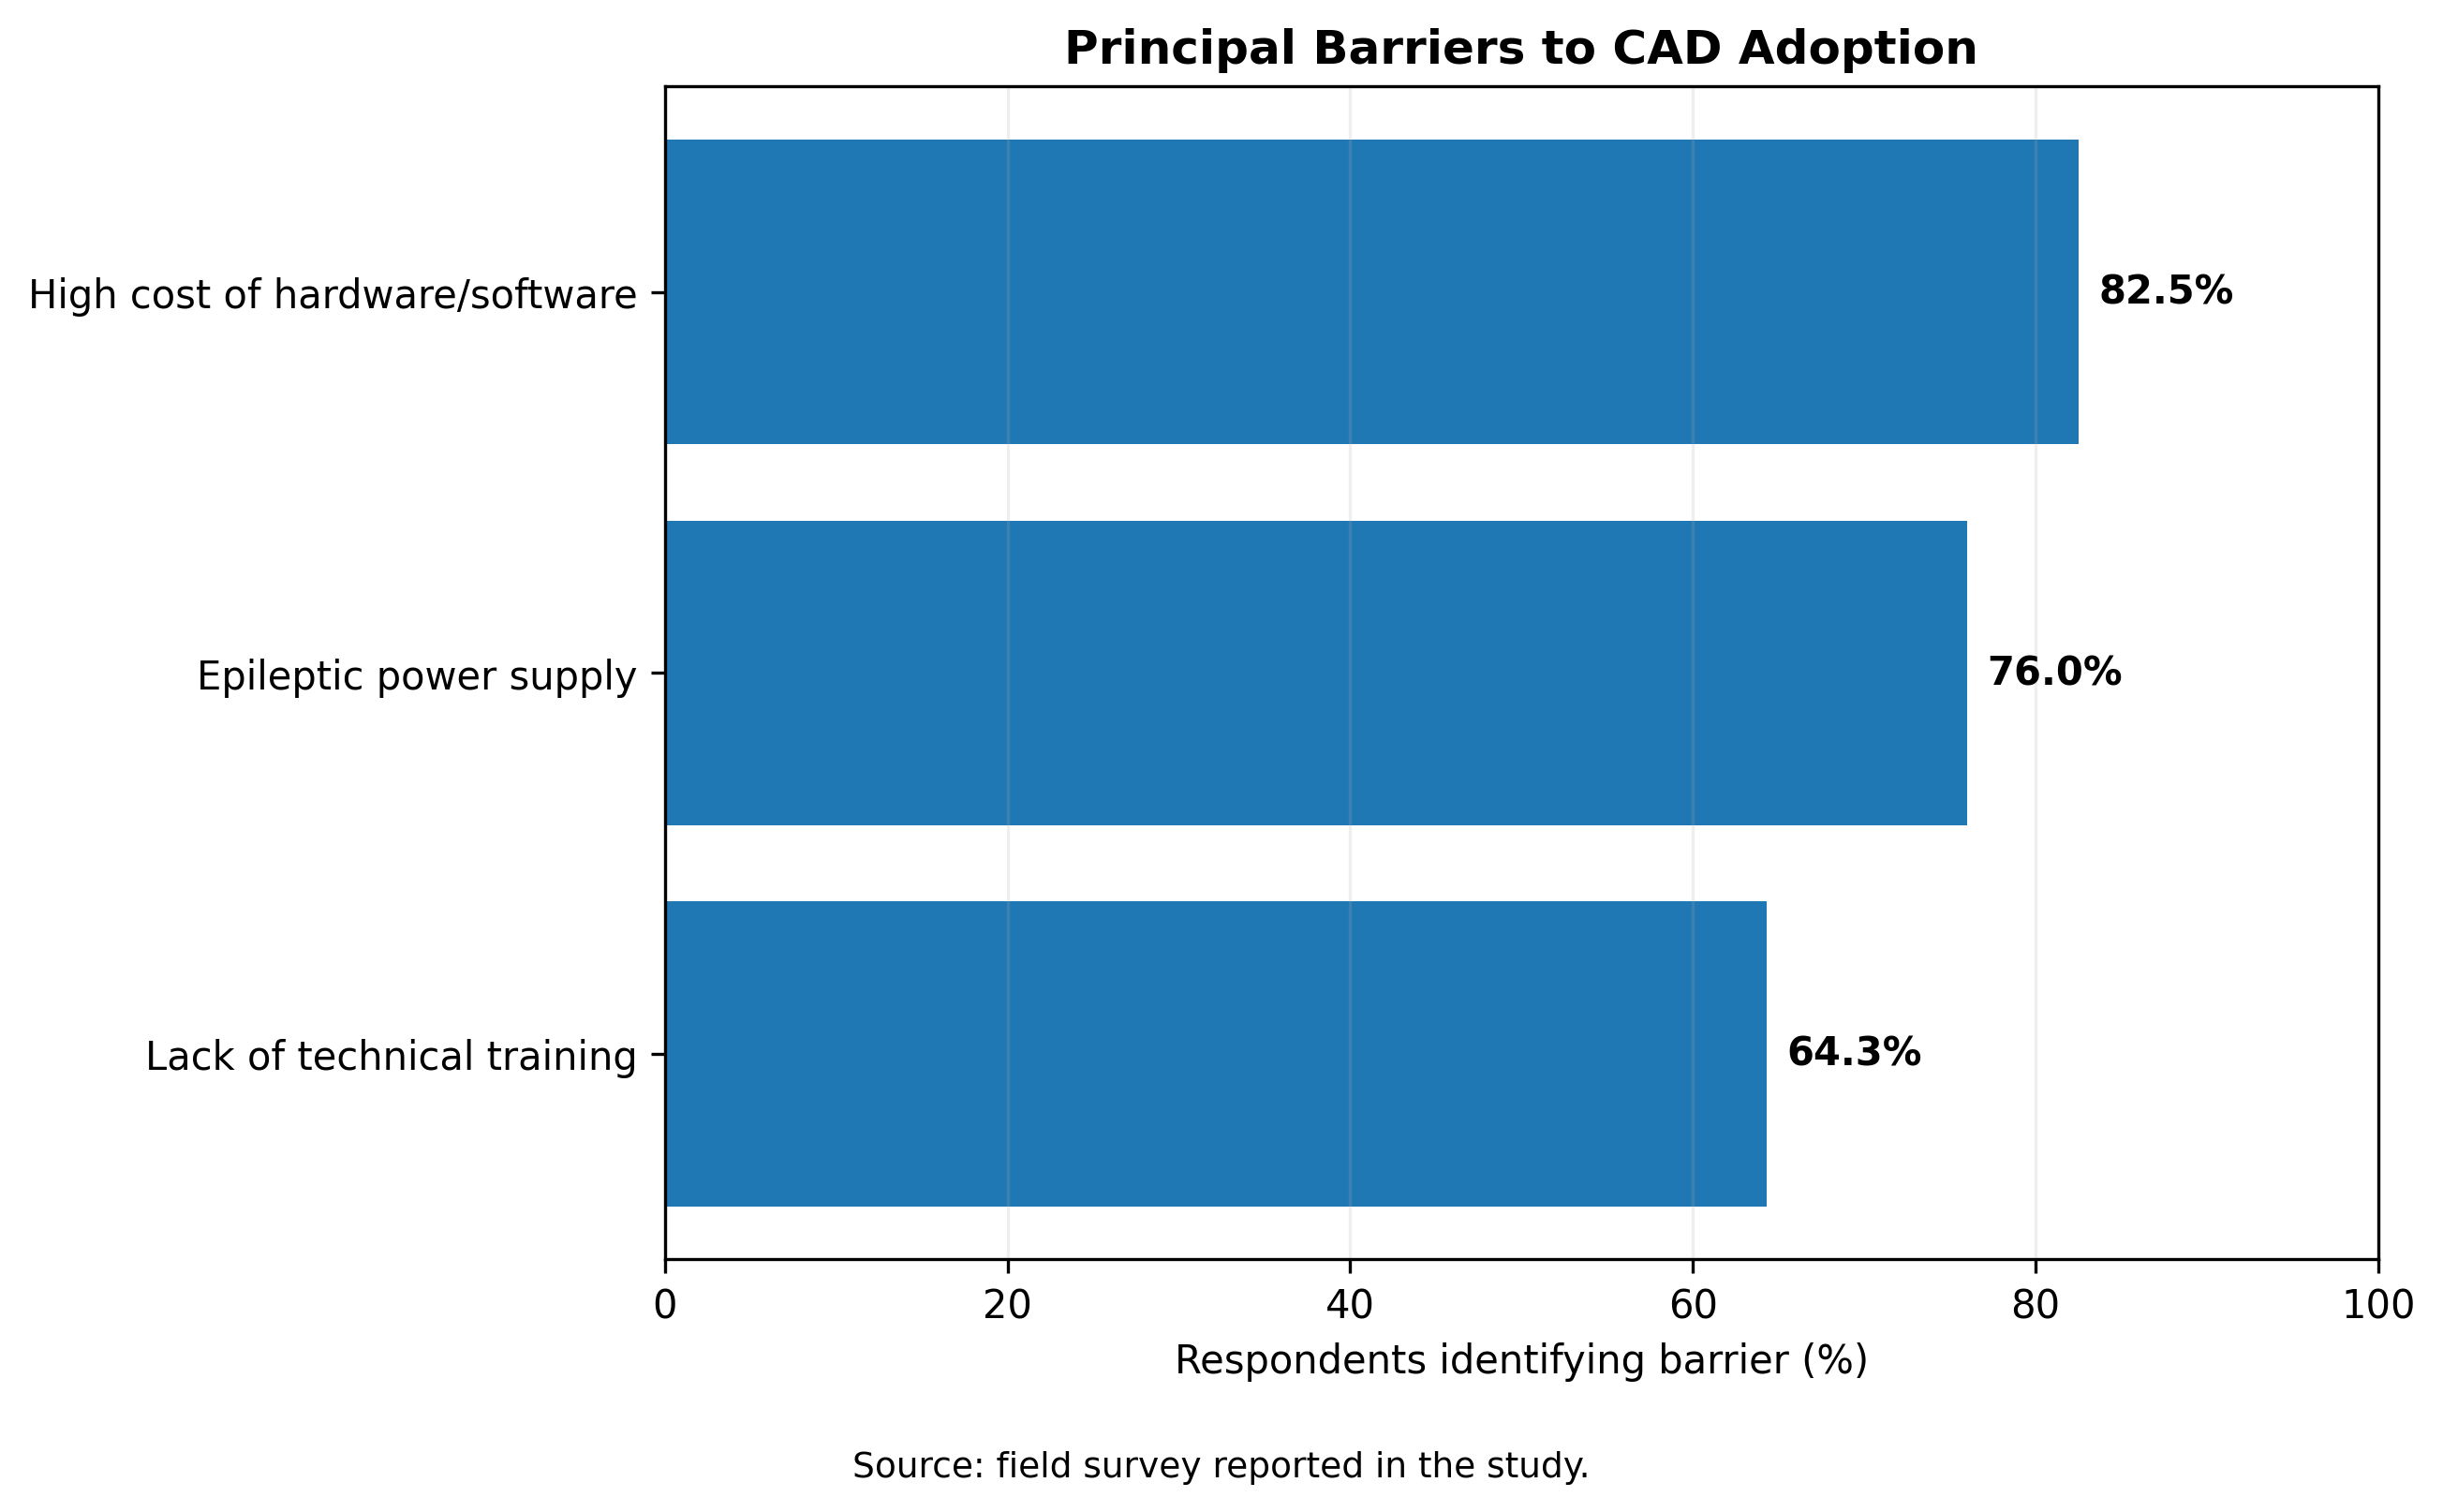 Principal Barriers to CAD Adoption
High cost of hardware/software
82.5%
Epileptic power supply
76.0%
Lack of technical training
64.3%
0 20 40 60 80 100
Respondents identifying barrier (%)
Source: field survey reported in the study.